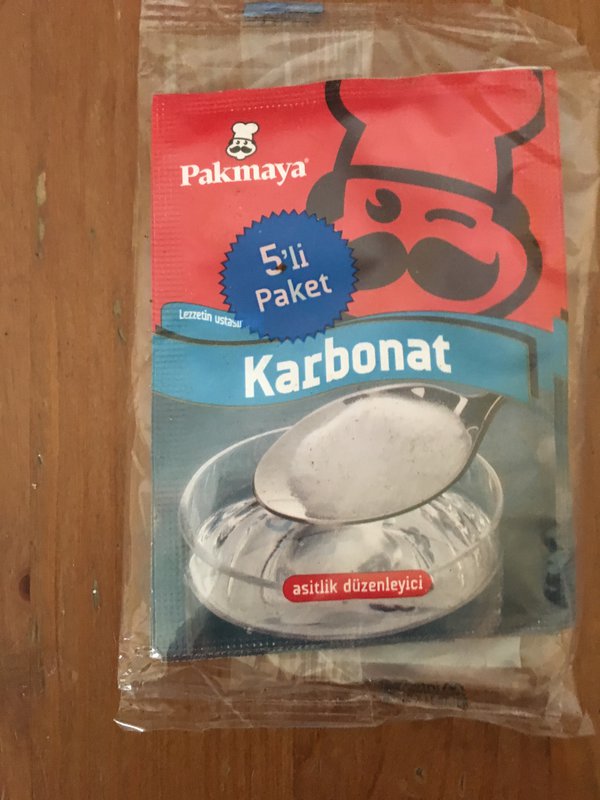 Pakmaya
5'li
Paket
Lezzetin ustası
Karbonat
asitlik düzenleyici